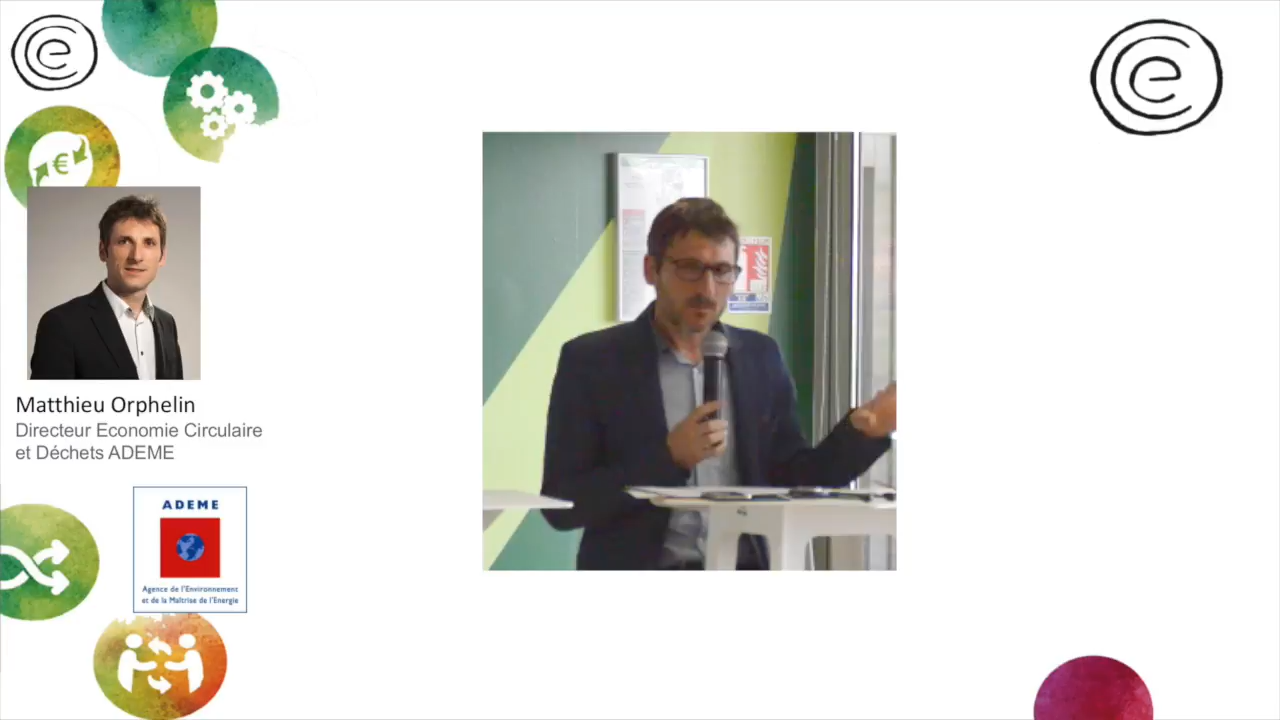 e
e
€
Matthieu Orphelin
Directeur Economie Circulaire
et Déchets ADEME
ADEME
Agence de l'Environnement
et de la Maîtrise de l'Energie